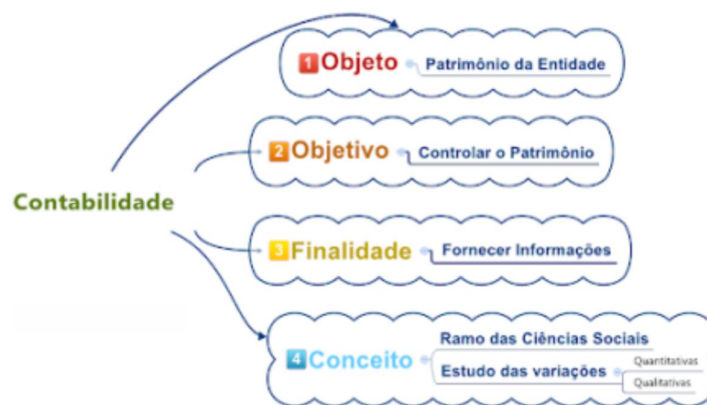 1 Objeto Patrimônio da Entidade
2 Objetivo Controlar o Patrimônio
Contabilidade
3 Finalidade Fornecer Informações
4 Conceito
Ramo das Ciências Sociais
Estudo das variações
Quantitativas
Qualitativas